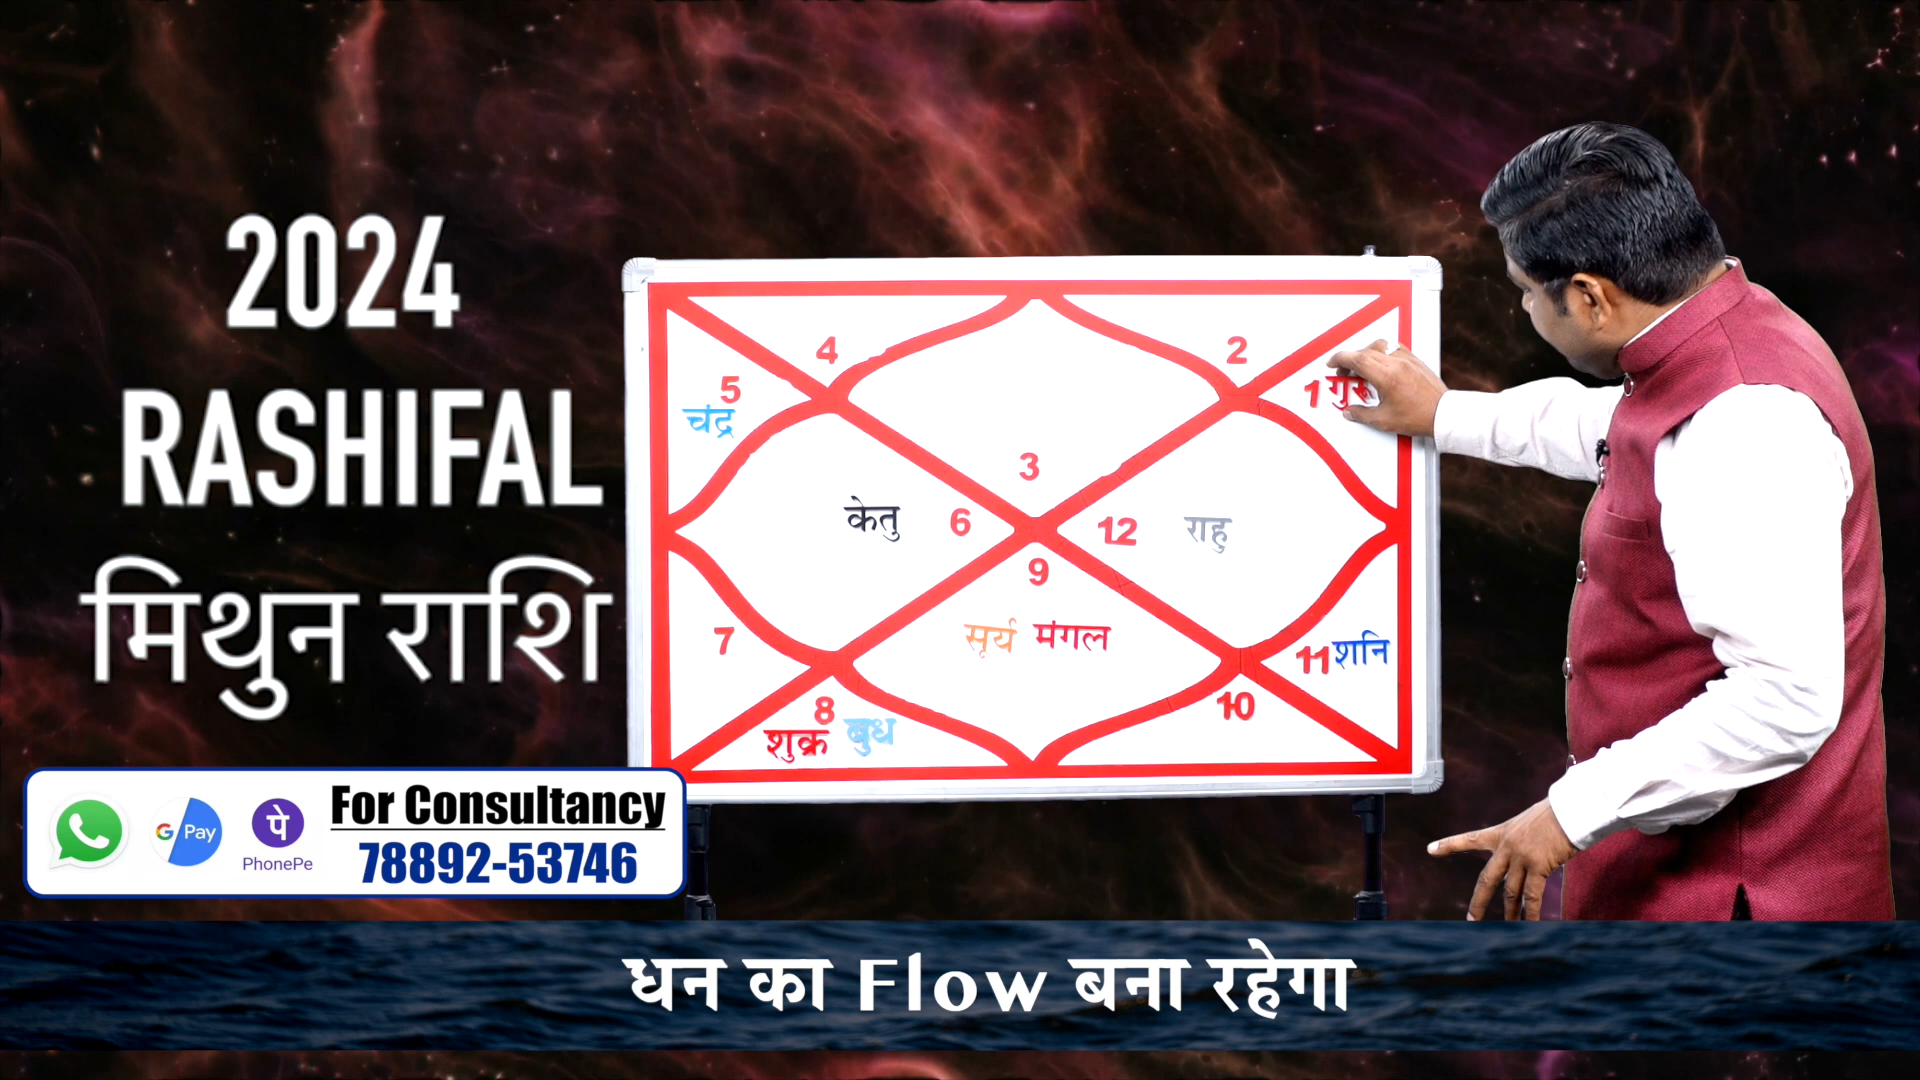 2024
RASHIFAL
मिथुन राशि
4
2
5
चंद्र
1 गुरू
3
केतु 6
12 राहु
9
सूर्य मंगल
7
11 शनि
8
शुक्र बुध
10
For Consultancy
G Pay
पे
PhonePe
78892-53746
धन का Flow बना रहेगा